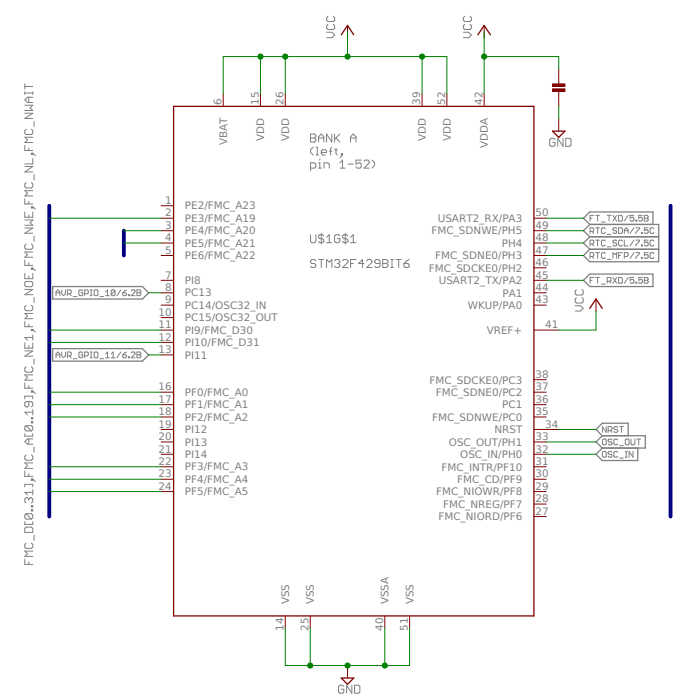 VCC
VCC
6
15
26
39
52
42
VBAT
VDD
VDD
VDD
VDD
VDDA
GND
BANK A
(left,
pin 1-52)
U$1G$1
STM32F429BIT6
FMC_D[0..31],FMC_A[0..19],FMC_NE1,FMC_NOE,FMC_NWE,FMC_NL,FMC_NWAIT
1 PE2/FMC_A23
2 PE3/FMC_A19
3 PE4/FMC_A20
4 PE5/FMC_A21
5 PE6/FMC_A22
7 PI8
AVR_GPIO_10/6.2B 8 PC13
9 PC14/OSC32_IN
10 PC15/OSC32_OUT
11 PI9/FMC_D30
12 PI10/FMC_D31
AVR_GPIO_11/6.2B 13 PI11
16 PF0/FMC_A0
17 PF1/FMC_A1
18 PF2/FMC_A2
19 PI12
20 PI13
21 PI14
22 PF3/FMC_A3
23 PF4/FMC_A4
24 PF5/FMC_A5
USART2_RX/PA3 50 FT_TXD/5.5B
FMC_SDNWE/PH5 49 RTC_SDA/7.5C
PH4 48 RTC_SCL/7.5C
FMC_SDNE0/PH3 47 RTC_MFP/7.5C
FMC_SDCKE0/PH2 46
USART2_TX/PA2 45 FT_RXD/5.5B
PA1 44
WKUP/PA0 43
VCC
VREF+ 41
FMC_SDCKE0/PC3 38
FMC_SDNE0/PC2 37
PC1 36
FMC_SDNWE/PC0 35
NRST 34 NRST
OSC_OUT/PH1 33 OSC_OUT
OSC_IN/PH0 32 OSC_IN
FMC_INTR/PF10 31
FMC_CD/PF9 30
FMC_NIOWR/PF8 29
FMC_NREG/PF7 28
FMC_NIORD/PF6 27
VSS
VSS
VSSA
VSS
14
25
40
51
GND